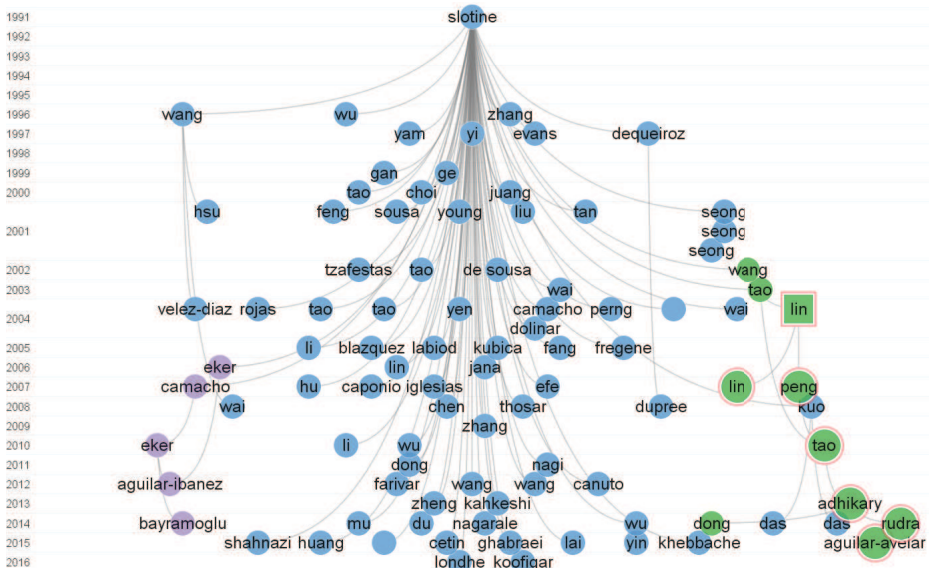 1991 slotine
1992
1993
1994
1995
1996 wang wu zhang
1997 yam yi evans dequeiroz
1998
1999 gan ge
2000 tao choi juang
hsu feng sousa young liu tan seong
2001 seong
seong
2002 tzafestas tao de sousa wang
2003 wai tao
velez-diaz rojas tao tao yen camacho perng wai lin
2004 dolinar
2005 li blazquez labiod kubica fang fregene
2006 eker lin jana
2007 camacho hu caponio iglesias efe lin peng
2008 wai chen thosar dupree kuo
2009 zhang
2010 eker li wu tao
2011 dong nagi
2012 aguilar-ibanez farivar wang wang canuto
2013 zheng kahkeshi adhikary
2014 bayramoglu mu du nagarale wu dong das das rudra
2015 shahnazi huang cetin ghabraei lai yin khebbache aguilar-avelar
2016 londhe koofigar